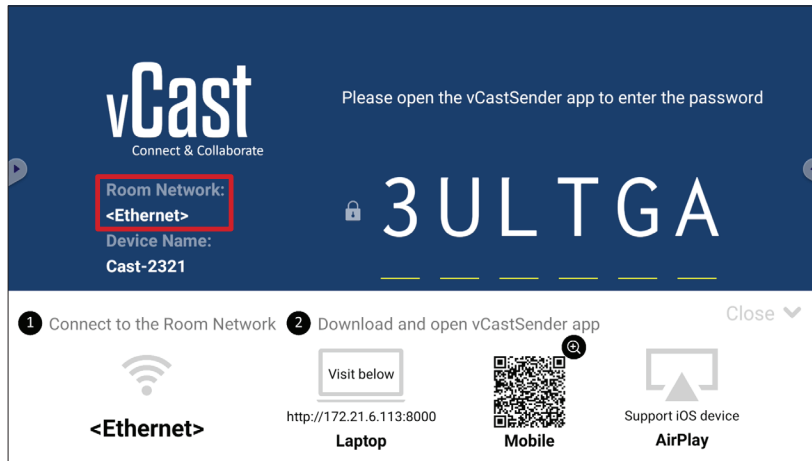 vCast
Connect & Collaborate
Please open the vCastSender app to enter the password
Room Network:
<Ethernet>
Device Name:
Cast-2321
3ULTGA
1 Connect to the Room Network
2 Download and open vCastSender app
Close
<Ethernet>
Visit below
http://172.21.6.113:8000
Laptop
Mobile
Support iOS device
AirPlay